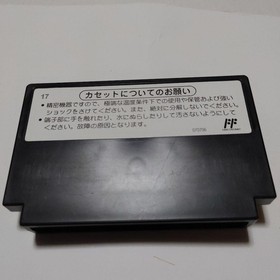 17
カセットについてのお願い
●精密機器ですので、極端な温度条件下での使用や保管および強い
ショックをさけてください。また、絶対に分解しないでください。
●端子部に手を触れたり、水にぬらしたりして汚さないようにして
ください。故障の原因となります。
FF